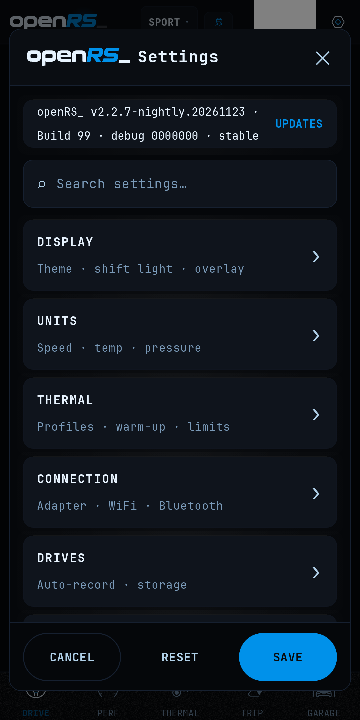 openRS_
SPORT
openRS_ Settings
openRS_ v2.2.7-nightly.20261123 ·
Build 99 · debug 0000000 · stable
UPDATES
Search settings…
DISPLAY
Theme · shift light · overlay
UNITS
Speed · temp · pressure
THERMAL
Profiles · warm-up · limits
CONNECTION
Adapter · WiFi · Bluetooth
DRIVES
Auto-record · storage
CANCEL
RESET
SAVE
DRIVE
THERMAL
TRIP
GARAGE